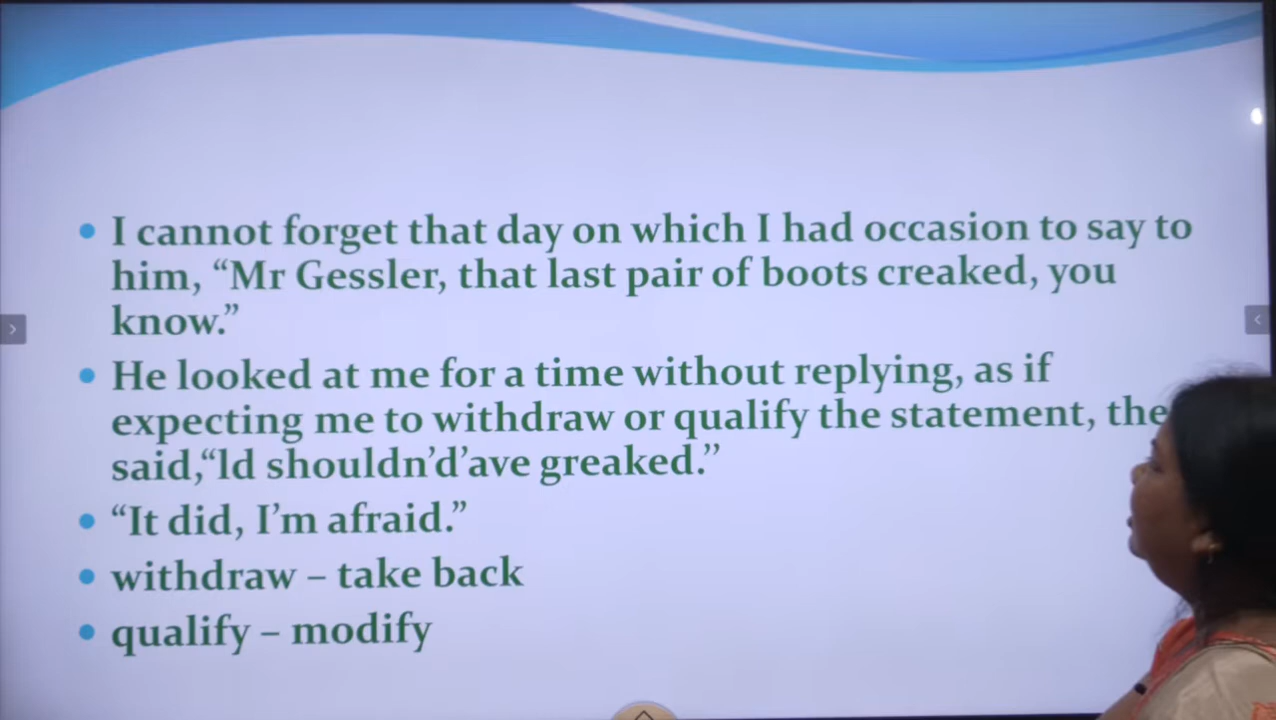 • I cannot forget that day on which I had occasion to say to
him, “Mr Gessler, that last pair of boots creaked, you
know.”
• He looked at me for a time without replying, as if
expecting me to withdraw or qualify the statement,
said,“ld shouldn’d’ave greaked.”
• “It did, I’m afraid.”
• withdraw – take back
• qualify – modify